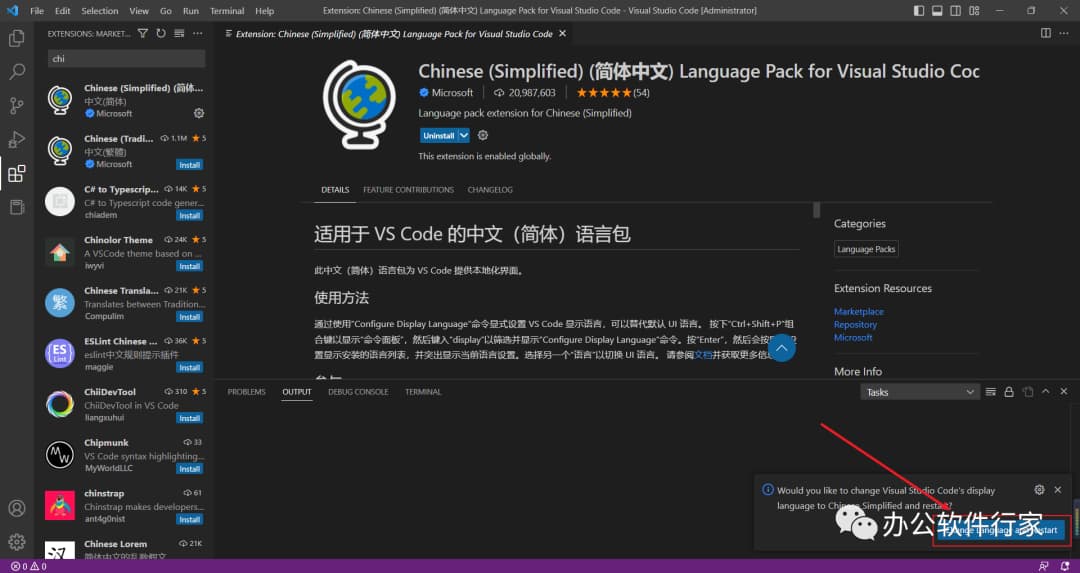 File Edit Selection View Go Run Terminal Help
Extension: Chinese (Simplified) (简体中文) Language Pack for Visual Studio Code - Visual Studio Code [Administrator]
EXTENSIONS: MARKET...
chi
Chinese (Simplified) (简体...
中文(简体)
Microsoft
Chinese (Tradi... 1.1M 5
中文(繁體)
Microsoft Install
C# to Typescrip... 14K 5
C# to Typescript code gener...
chiadem Install
Chinolor Theme 24K 5
A VSCode theme based on ...
iwyvi Install
繁
Chinese Transla... 21K 5
Translates between Tradition...
Compulim Install
ES
Lint
ESLint Chinese ... 36K 5
eslint中文规则提示插件
maggie Install
ChiiDevTool 310 5
ChiiDevTool in VS Code
liangxuhui Install
Chipmunk 33
VS Code syntax highlighting...
MyWorldLLC Install
chinstrap 61
Chinstrap makes developers...
ant4g0nist Install
汉
Chinese Lorem 21K
简体中文的乱数假文
0 0
Extension: Chinese (Simplified) (简体中文) Language Pack for Visual Studio Code
Chinese (Simplified) (简体中文) Language Pack for Visual Studio Coc
Microsoft 20,987,603 (54)
Language pack extension for Chinese (Simplified)
Uninstall
This extension is enabled globally.
DETAILS FEATURE CONTRIBUTIONS CHANGELOG
适用于 VS Code 的中文（简体）语言包
此中文（简体）语言包为 VS Code 提供本地化界面。
使用方法
通过使用"Configure Display Language"命令显式设置 VS Code 显示语言，可以替代默认 UI 语言。 按下"Ctrl+Shift+P"组
合键以显示"命令面板"，然后键入"display"以筛选并显示"Configure Display Language"命令。按"Enter"，然后会按
置显示安装的语言列表，并突出显示当前语言设置。选择另一个"语言"以切换 UI 语言。 请参阅文档并获取更多信
Categories
Language Packs
Extension Resources
Marketplace
Repository
Microsoft
More Info
PROBLEMS OUTPUT DEBUG CONSOLE TERMINAL
Tasks
Would you like to change Visual Studio Code's display
language to Chinese Simplified and restart?
Change Language and Restart
办公软件行家